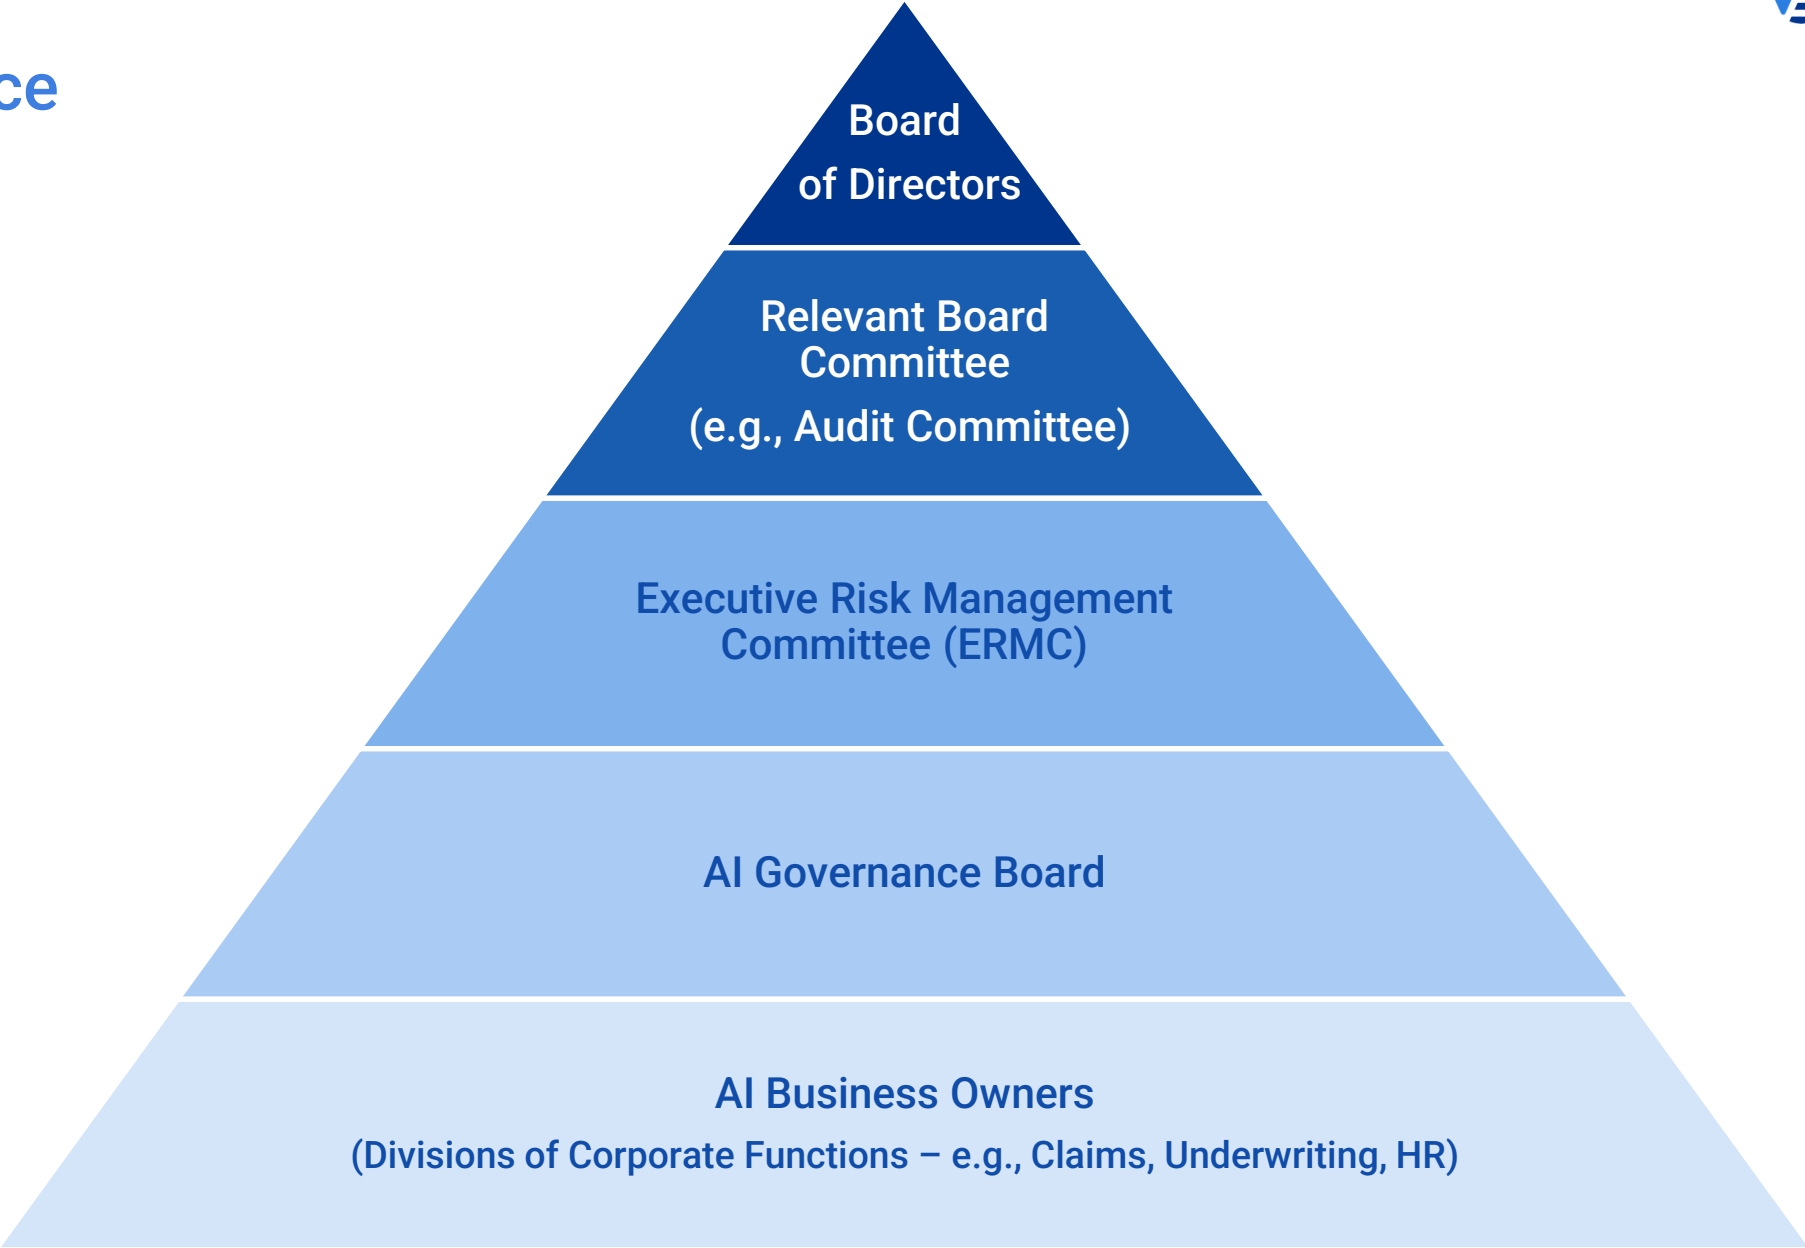 ce
Board
of Directors
Relevant Board
Committee
(e.g., Audit Committee)
Executive Risk Management
Committee (ERMC)
AI Governance Board
AI Business Owners
(Divisions of Corporate Functions – e.g., Claims, Underwriting, HR)